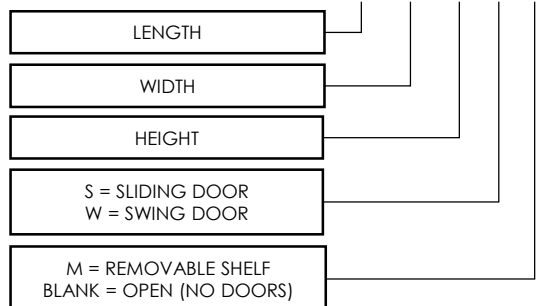 LENGTH
WIDTH
HEIGHT
S = SLIDING DOOR
W = SWING DOOR
M = REMOVABLE SHELF
BLANK = OPEN (NO DOORS)